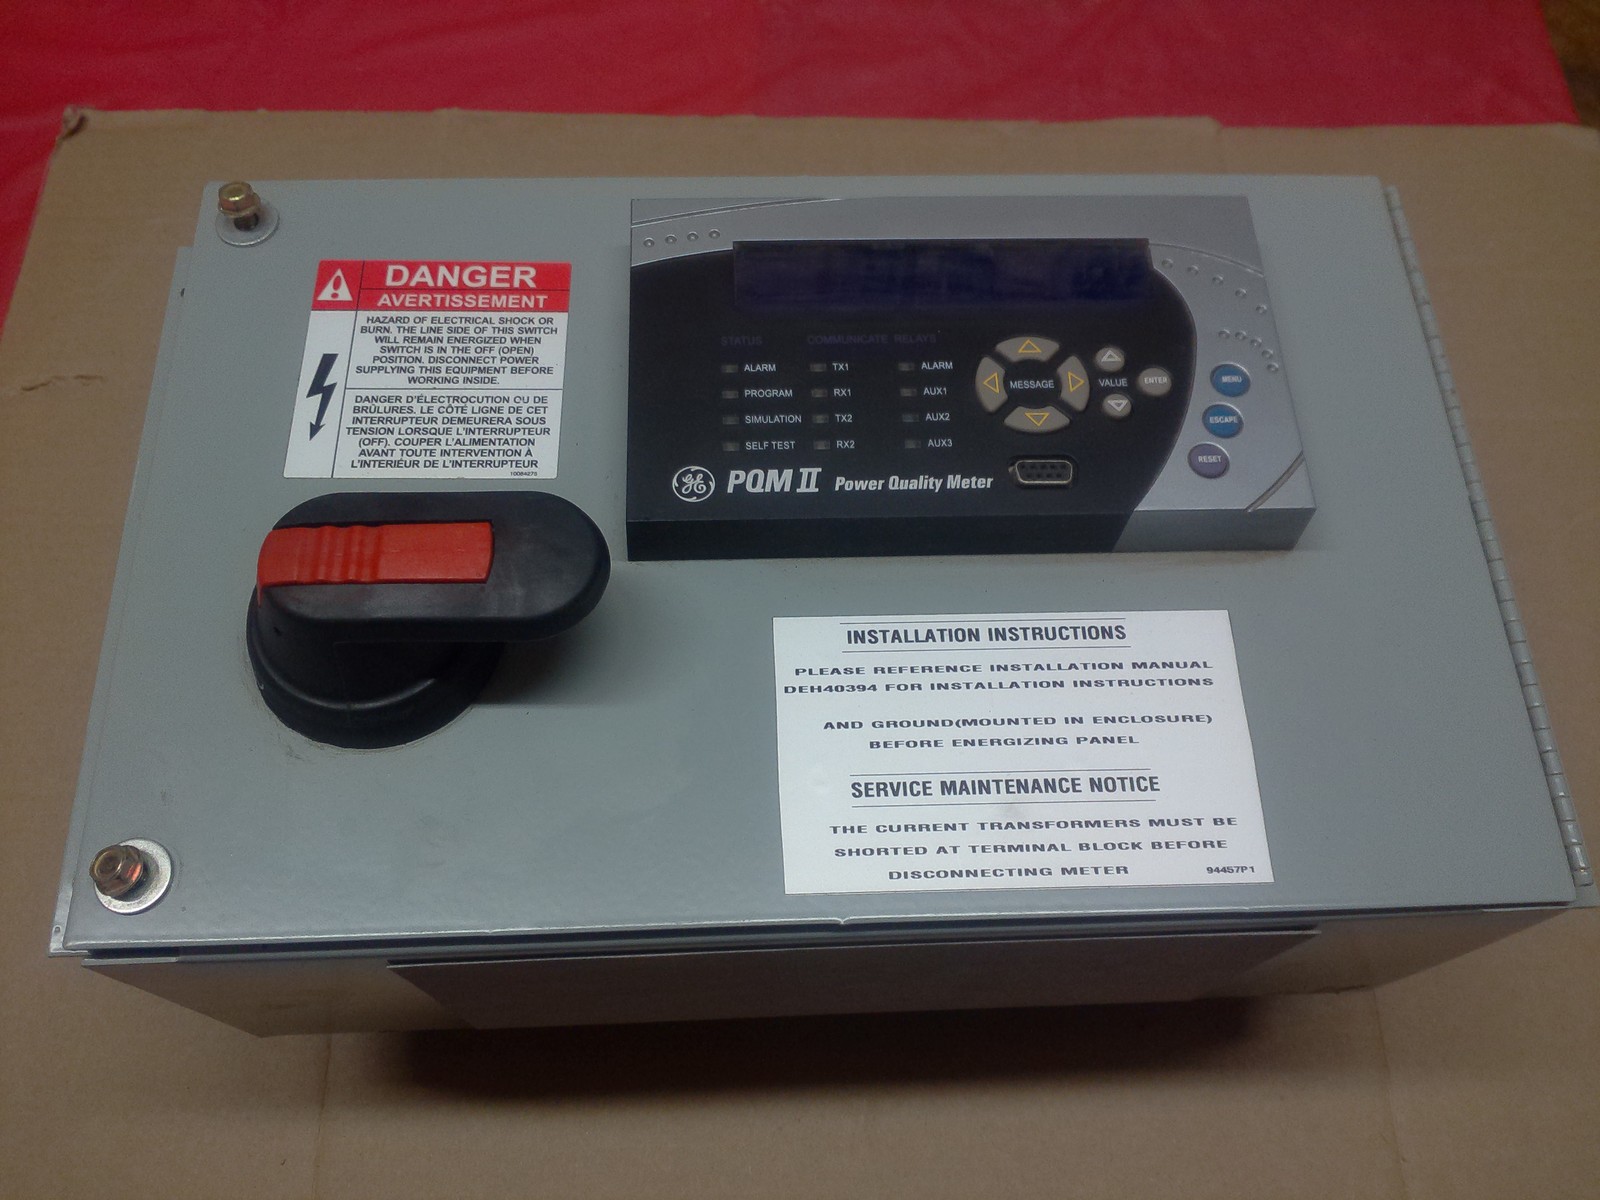 DANGER
AVERTISSEMENT
HAZARD OF ELECTRICAL SHOCK OR
BURN. THE LINE SIDE OF THIS SWITCH
WILL REMAIN ENERGIZED WHEN
SWITCH IS IN THE OFF (OPEN)
POSITION. DISCONNECT POWER
SUPPLYING THIS EQUIPMENT BEFORE
WORKING INSIDE.
DANGER D'ÉLECTROCUTION OU DE
BRÛLURES. LE CÔTÉ LIGNE DE CET
INTERRUPTEUR DEMEURERA SOUS
TENSION LORSQUE L'INTERRUPTEUR
(OFF). COUPER L'ALIMENTATION
AVANT TOUTE INTERVENTION À
L'INTERIÉUR DE L'INTERRUPTEUR
10084270
STATUS COMMUNICATE RELAYS
ALARM TX1 ALARM
PROGRAM RX1 AUX1
SIMULATION TX2 AUX2
SELF TEST RX2 AUX3
MESSAGE
VALUE
ENTER
MENU
ESCAPE
RESET
GE PQM II Power Quality Meter
INSTALLATION INSTRUCTIONS
PLEASE REFERENCE INSTALLATION MANUAL
DEH40394 FOR INSTALLATION INSTRUCTIONS
AND GROUND(MOUNTED IN ENCLOSURE)
BEFORE ENERGIZING PANEL
SERVICE MAINTENANCE NOTICE
THE CURRENT TRANSFORMERS MUST BE
SHORTED AT TERMINAL BLOCK BEFORE
DISCONNECTING METER
94457P1